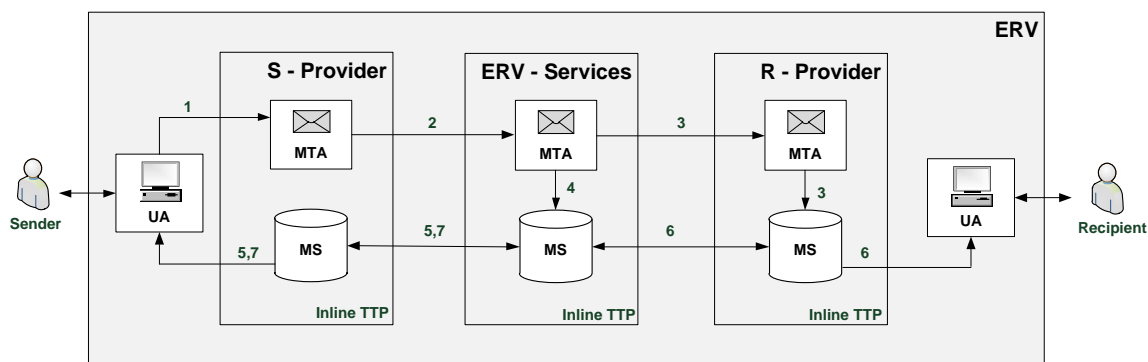 ERV
S - Provider
ERV - Services
R - Provider
1
2
3
MTA
MTA
MTA
4
3
Sender
UA
UA
Recipient
5,7
6
MS
MS
MS
5,7
6
Inline TTP
Inline TTP
Inline TTP